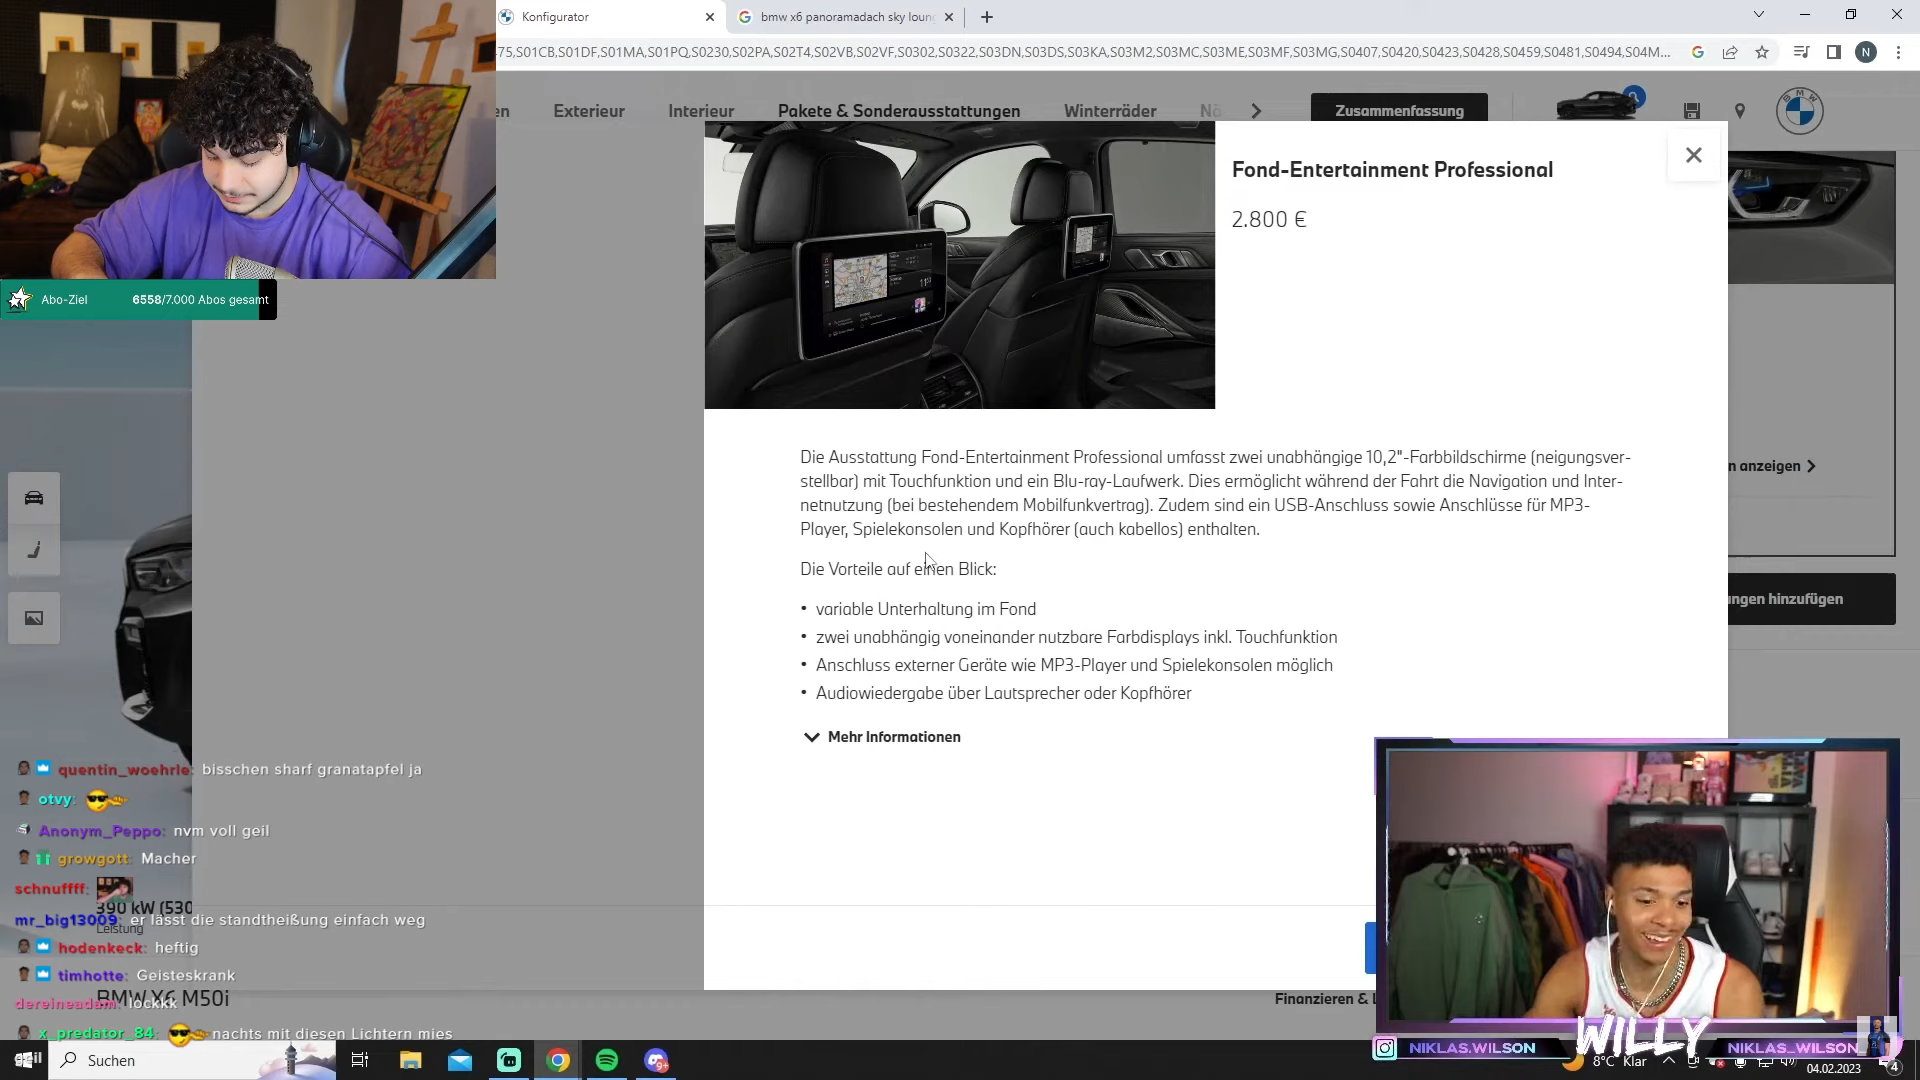 Konfigurator
bmw x6 panoramadach sky loung
75,S01CB,S01DF,S01MA,S01PQ,S0230,S02PA,S02T4,S02VB,S02VF,S0302,S0322,S03DN,S03DS,S03KA,S03M2,S03MC,S03ME,S03MF,S03MG,S0407,S0420,S0423,S0428,S0459,S0481,S0494,S04M...
N
en
Exterieur
Interieur
Pakete & Sonderausstattungen
Winterräder
Zusammenfassung
BMW
Fond-Entertainment Professional
2.800 €
Abo-Ziel
6558/7.000 Abos gesamt
Die Ausstattung Fond-Entertainment Professional umfasst zwei unabhängige 10,2"-Farbbildschirme (neigungsver-
stellbar) mit Touchfunktion und ein Blu-ray-Laufwerk. Dies ermöglicht während der Fahrt die Navigation und Inter-
netnutzung (bei bestehendem Mobilfunkvertrag). Zudem sind ein USB-Anschluss sowie Anschlüsse für MP3-
Player, Spielekonsolen und Kopfhörer (auch kabellos) enthalten.
n anzeigen
Die Vorteile auf einen Blick:
• variable Unterhaltung im Fond
• zwei unabhängig voneinander nutzbare Farbdisplays inkl. Touchfunktion
• Anschluss externer Geräte wie MP3-Player und Spielekonsolen möglich
• Audiowiedergabe über Lautsprecher oder Kopfhörer
ungen hinzufügen
Mehr Informationen
quentin_woehrle: bisschen sharf granatapfel ja
otvy:
Anonym_Peppo: nvm voll geil
growgott: Macher
schnuffff:
390 kW (530
mr_big13009: er lässt die standtheißung einfach weg
Leistung
hodenkeck: heftig
timhotte: Geisteskrank
dereineadam: lockkk
BMW X6 M50i
x_predator_84: nachts mit diesen Lichtern mies
geil
Finanzieren & L
WILLY
NIKLAS.WILSON
NIKLAS_WILSON
Suchen
9+
8°C Klar
04.02.2023
4